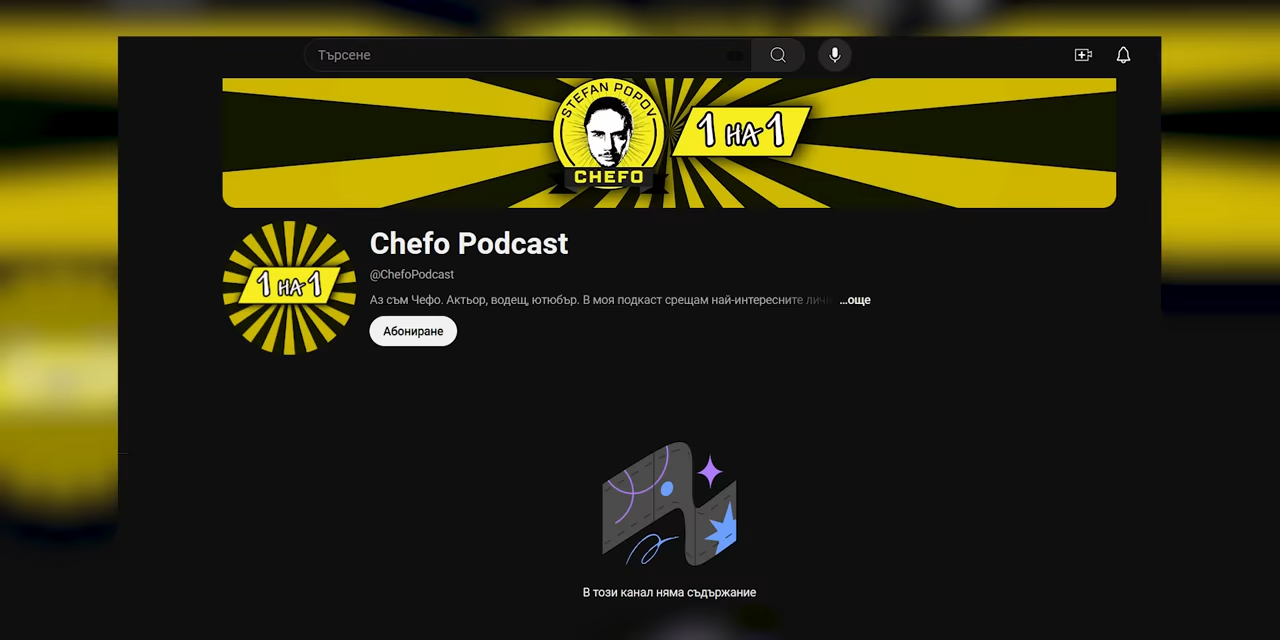 Търсене
STEFAN POPOV
CHEFO
1 на 1
1 на 1
Chefo Podcast
@ChefoPodcast
Аз съм Чефо. Актьор, водещ, ютюбър. В моя подкаст срещам най-интересните личн ...още
Абониране
В този канал няма съдържание